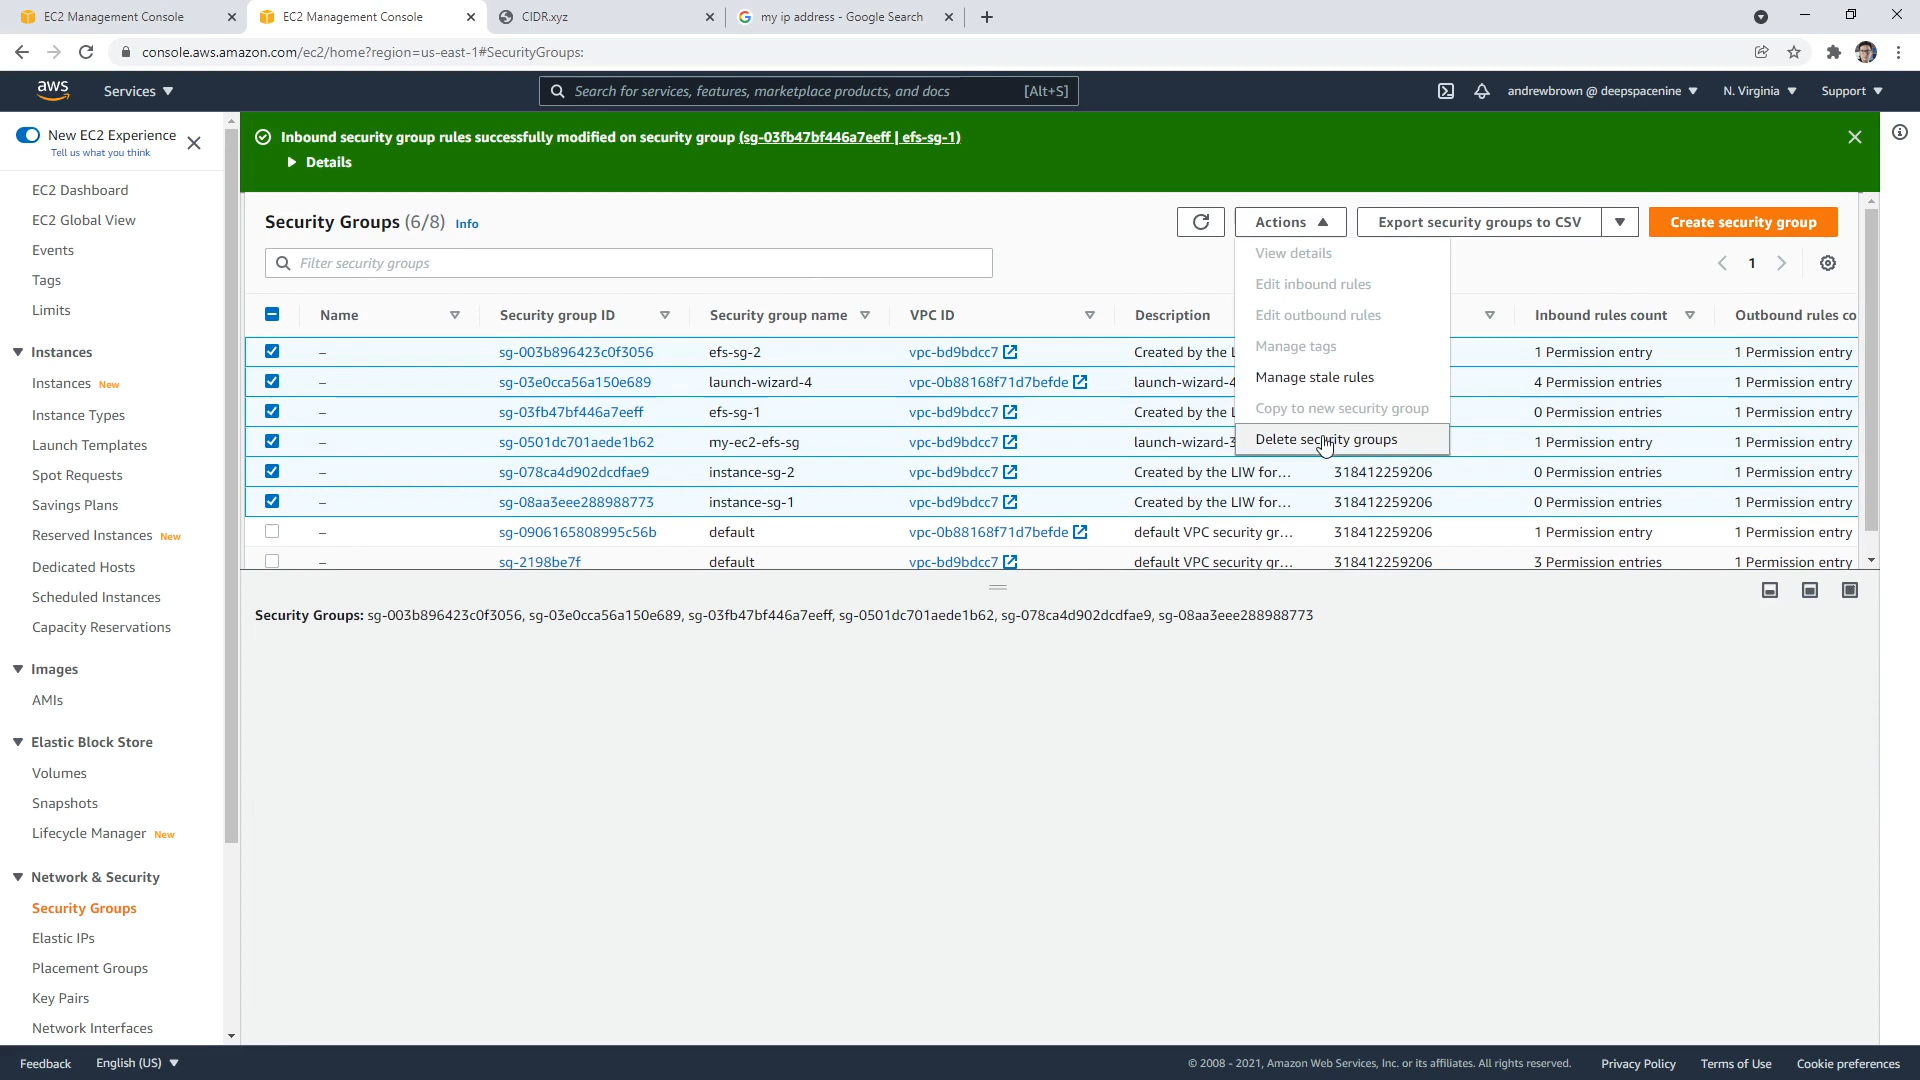 EC2 Management Console
EC2 Management Console
CIDR.xyz
my ip address - Google Search
console.aws.amazon.com/ec2/home?region=us-east-1#SecurityGroups:
aws
Services
Search for services, features, marketplace products, and docs
[Alt+S]
andrewbrown @ deepspacenine
N. Virginia
Support
New EC2 Experience
Tell us what you think
EC2 Dashboard
EC2 Global View
Events
Tags
Limits
Instances
Instances New
Instance Types
Launch Templates
Spot Requests
Savings Plans
Reserved Instances New
Dedicated Hosts
Scheduled Instances
Capacity Reservations
Images
AMIs
Elastic Block Store
Volumes
Snapshots
Lifecycle Manager New
Network & Security
Security Groups
Elastic IPs
Placement Groups
Key Pairs
Network Interfaces
Inbound security group rules successfully modified on security group (sg-03fb47bf446a7eeff | efs-sg-1)
Details
Security Groups (6/8) Info
Actions
Export security groups to CSV
Create security group
Filter security groups
1
View details
Edit inbound rules
Edit outbound rules
Manage tags
Manage stale rules
Copy to new security group
Delete security groups
Name Security group ID Security group name VPC ID Description Inbound rules count Outbound rules co
– sg-003b896423c0f3056 efs-sg-2 vpc-bd9bdcc7 Created by the L 1 Permission entry 1 Permission entry
– sg-03e0cca56a150e689 launch-wizard-4 vpc-0b88168f71d7befde launch-wizard-4 4 Permission entries 1 Permission entry
– sg-03fb47bf446a7eeff efs-sg-1 vpc-bd9bdcc7 Created by the L 0 Permission entries 1 Permission entry
– sg-0501dc701aede1b62 my-ec2-efs-sg vpc-bd9bdcc7 launch-wizard-3 1 Permission entry 1 Permission entry
– sg-078ca4d902dcdfae9 instance-sg-2 vpc-bd9bdcc7 Created by the LIW for... 318412259206 0 Permission entries 1 Permission entry
– sg-08aa3eee288988773 instance-sg-1 vpc-bd9bdcc7 Created by the LIW for... 318412259206 0 Permission entries 1 Permission entry
– sg-0906165808995c56b default vpc-0b88168f71d7befde default VPC security gr... 318412259206 1 Permission entry 1 Permission entry
– sg-2198be7f default vpc-bd9bdcc7 default VPC security gr... 318412259206 3 Permission entries 1 Permission entry
Security Groups: sg-003b896423c0f3056, sg-03e0cca56a150e689, sg-03fb47bf446a7eeff, sg-0501dc701aede1b62, sg-078ca4d902dcdfae9, sg-08aa3eee288988773
Feedback
English (US)
© 2008 - 2021, Amazon Web Services, Inc. or its affiliates. All rights reserved.
Privacy Policy
Terms of Use
Cookie preferences